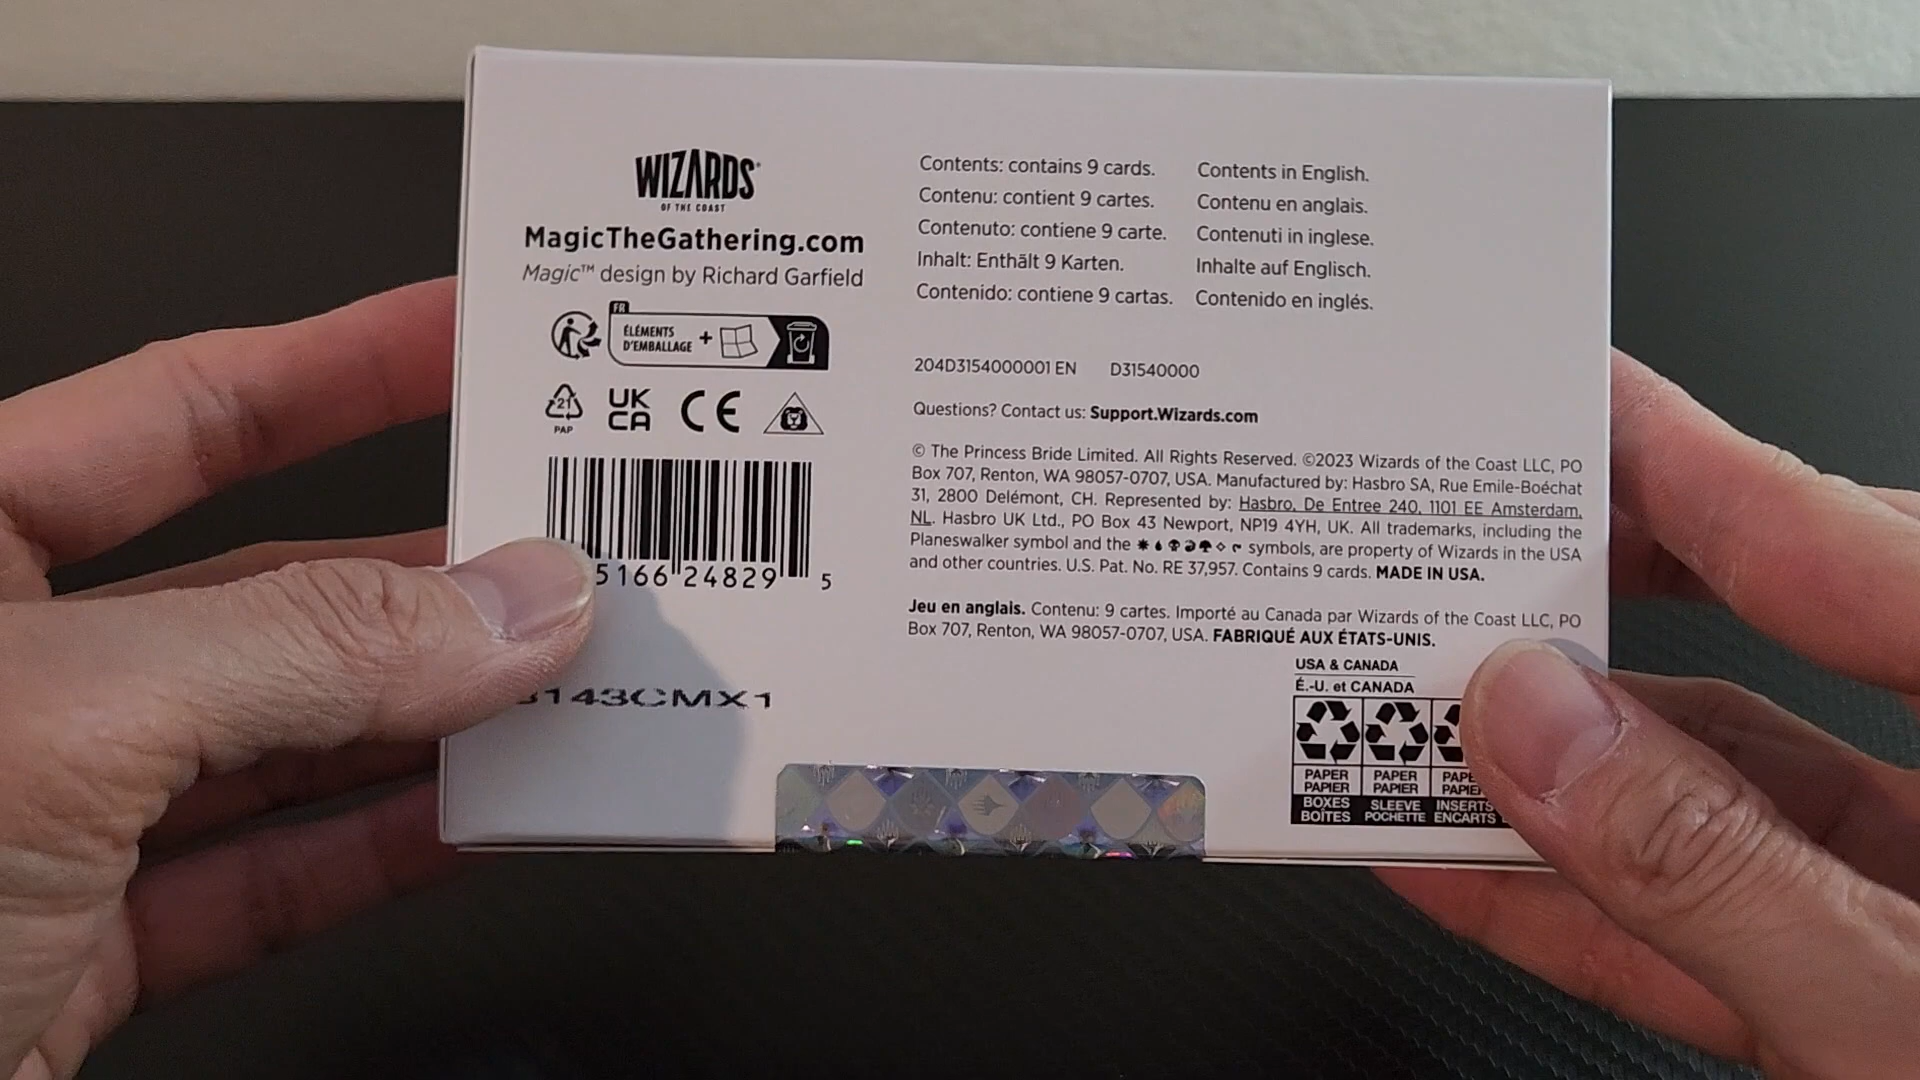 WIZARDS
OF THE COAST
MagicTheGathering.com
Magic™ design by Richard Garfield
FR
ÉLÉMENTS
D'EMBALLAGE +
21
PAP
UK
CA
CE
5166 24829 5
143CMX1
Contents: contains 9 cards.
Contenu: contient 9 cartes.
Contenuto: contiene 9 carte.
Inhalt: Enthält 9 Karten.
Contenido: contiene 9 cartas.
Contents in English.
Contenu en anglais.
Contenuti in inglese.
Inhalte auf Englisch.
Contenido en inglés.
204D3154000001 EN D31540000
Questions? Contact us: Support.Wizards.com
© The Princess Bride Limited. All Rights Reserved. ©2023 Wizards of the Coast LLC, PO
Box 707, Renton, WA 98057-0707, USA. Manufactured by: Hasbro SA, Rue Emile-Boéchat
31, 2800 Delémont, CH. Represented by: Hasbro, De Entree 240, 1101 EE Amsterdam,
NL. Hasbro UK Ltd., PO Box 43 Newport, NP19 4YH, UK. All trademarks, including the
Planeswalker symbol and the symbols, are property of Wizards in the USA
and other countries. U.S. Pat. No. RE 37,957. Contains 9 cards. MADE IN USA.
Jeu en anglais. Contenu: 9 cartes. Importé au Canada par Wizards of the Coast LLC, PO
Box 707, Renton, WA 98057-0707, USA. FABRIQUÉ AUX ÉTATS-UNIS.
USA & CANADA
É.-U. et CANADA
PAPER
PAPIER
BOXES
BOÎTES
PAPER
PAPIER
SLEEVE
POCHETTE
PAPE
PAPIE
INSERTS
ENCARTS